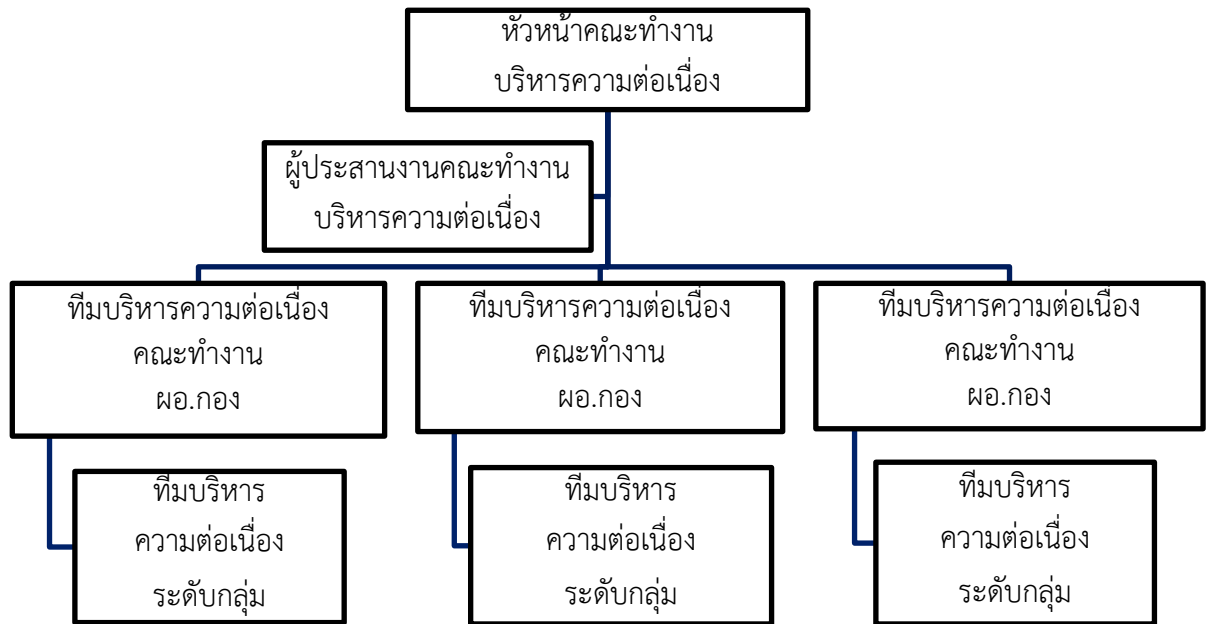 หัวหน้าคณะทำงาน
บริหารความต่อเนื่อง
ผู้ประสานงานคณะทำงาน
บริหารความต่อเนื่อง
ทีมบริหารความต่อเนื่อง
คณะทำงาน
ผอ.กอง
ทีมบริหารความต่อเนื่อง
คณะทำงาน
ผอ.กอง
ทีมบริหารความต่อเนื่อง
คณะทำงาน
ผอ.กอง
ทีมบริหาร
ความต่อเนื่อง
ระดับกลุ่ม
ทีมบริหาร
ความต่อเนื่อง
ระดับกลุ่ม
ทีมบริหาร
ความต่อเนื่อง
ระดับกลุ่ม